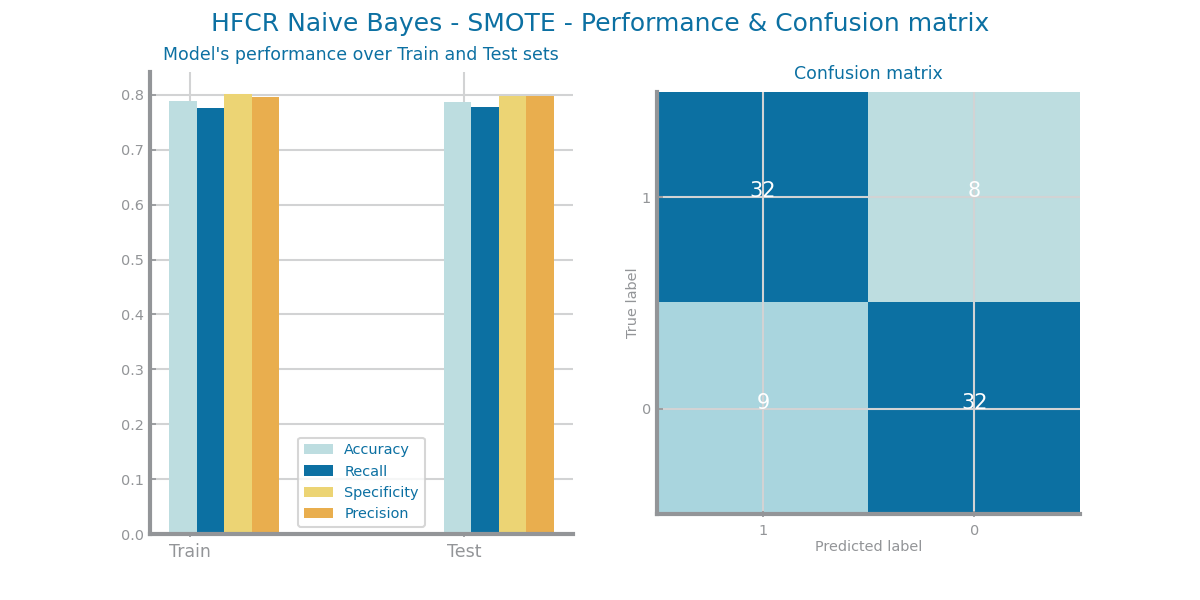 HFCR Naive Bayes - SMOTE - Performance & Confusion matrix
Model's performance over Train and Test sets
0.8
0.7
0.6
0.5
0.4
0.3
0.2
0.1
0.0
Train
Test
Accuracy
Recall
Specificity
Precision
Confusion matrix
True label
1
0
32
8
9
32
1
0
Predicted label